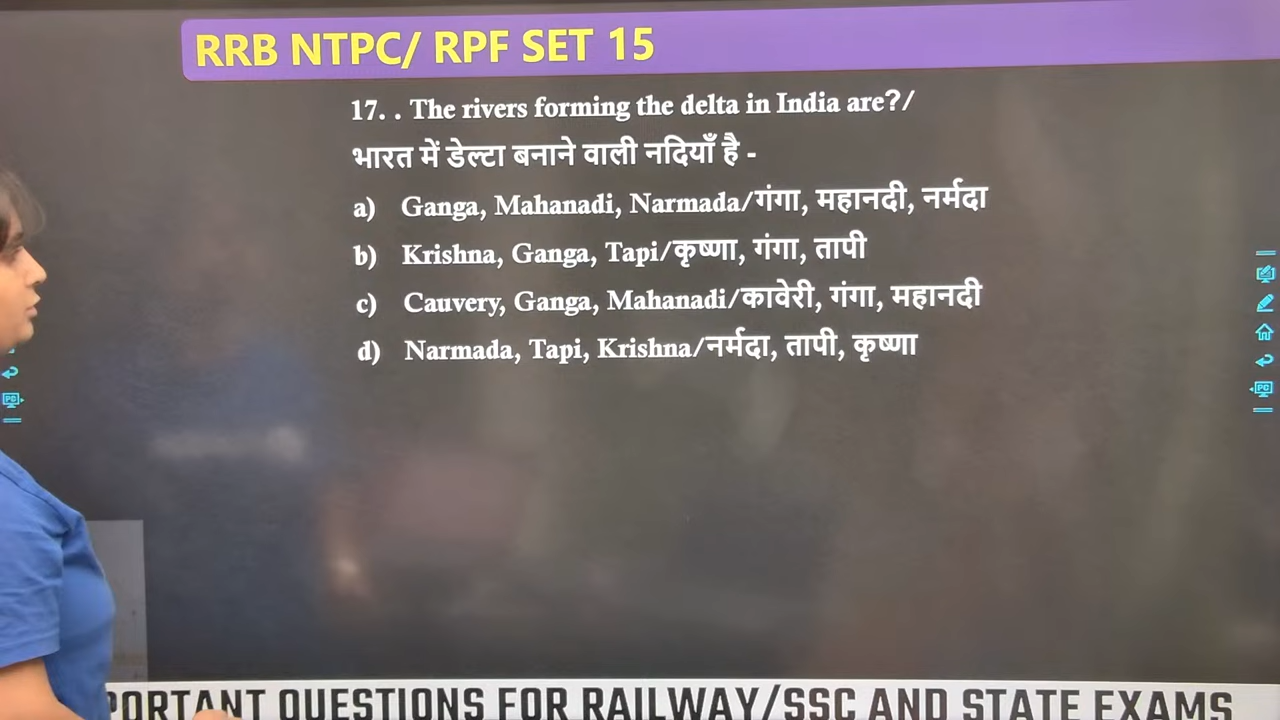 RRB NTPC/ RPF SET 15
17. . The rivers forming the delta in India are?/
भारत में डेल्टा बनाने वाली नदियाँ है -
a) Ganga, Mahanadi, Narmada/गंगा, महानदी, नर्मदा
b) Krishna, Ganga, Tapi/कृष्णा, गंगा, तापी
c) Cauvery, Ganga, Mahanadi/कावेरी, गंगा, महानदी
d) Narmada, Tapi, Krishna/नर्मदा, तापी, कृष्णा
PC
PC
PORTANT QUESTIONS FOR RAILWAY/SSC AND STATE EXAMS